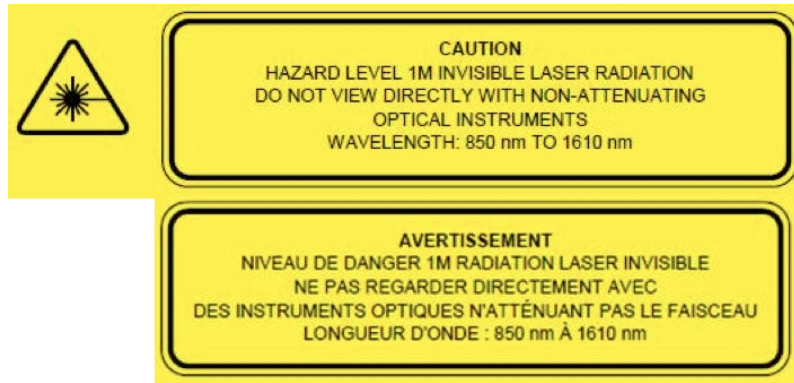 CAUTION
HAZARD LEVEL 1M INVISIBLE LASER RADIATION
DO NOT VIEW DIRECTLY WITH NON-ATTENUATING
OPTICAL INSTRUMENTS
WAVELENGTH: 850 nm TO 1610 nm
AVERTISSEMENT
NIVEAU DE DANGER 1M RADIATION LASER INVISIBLE
NE PAS REGARDER DIRECTEMENT AVEC
DES INSTRUMENTS OPTIQUES N'ATTÉNUANT PAS LE FAISCEAU
LONGUEUR D'ONDE : 850 nm À 1610 nm